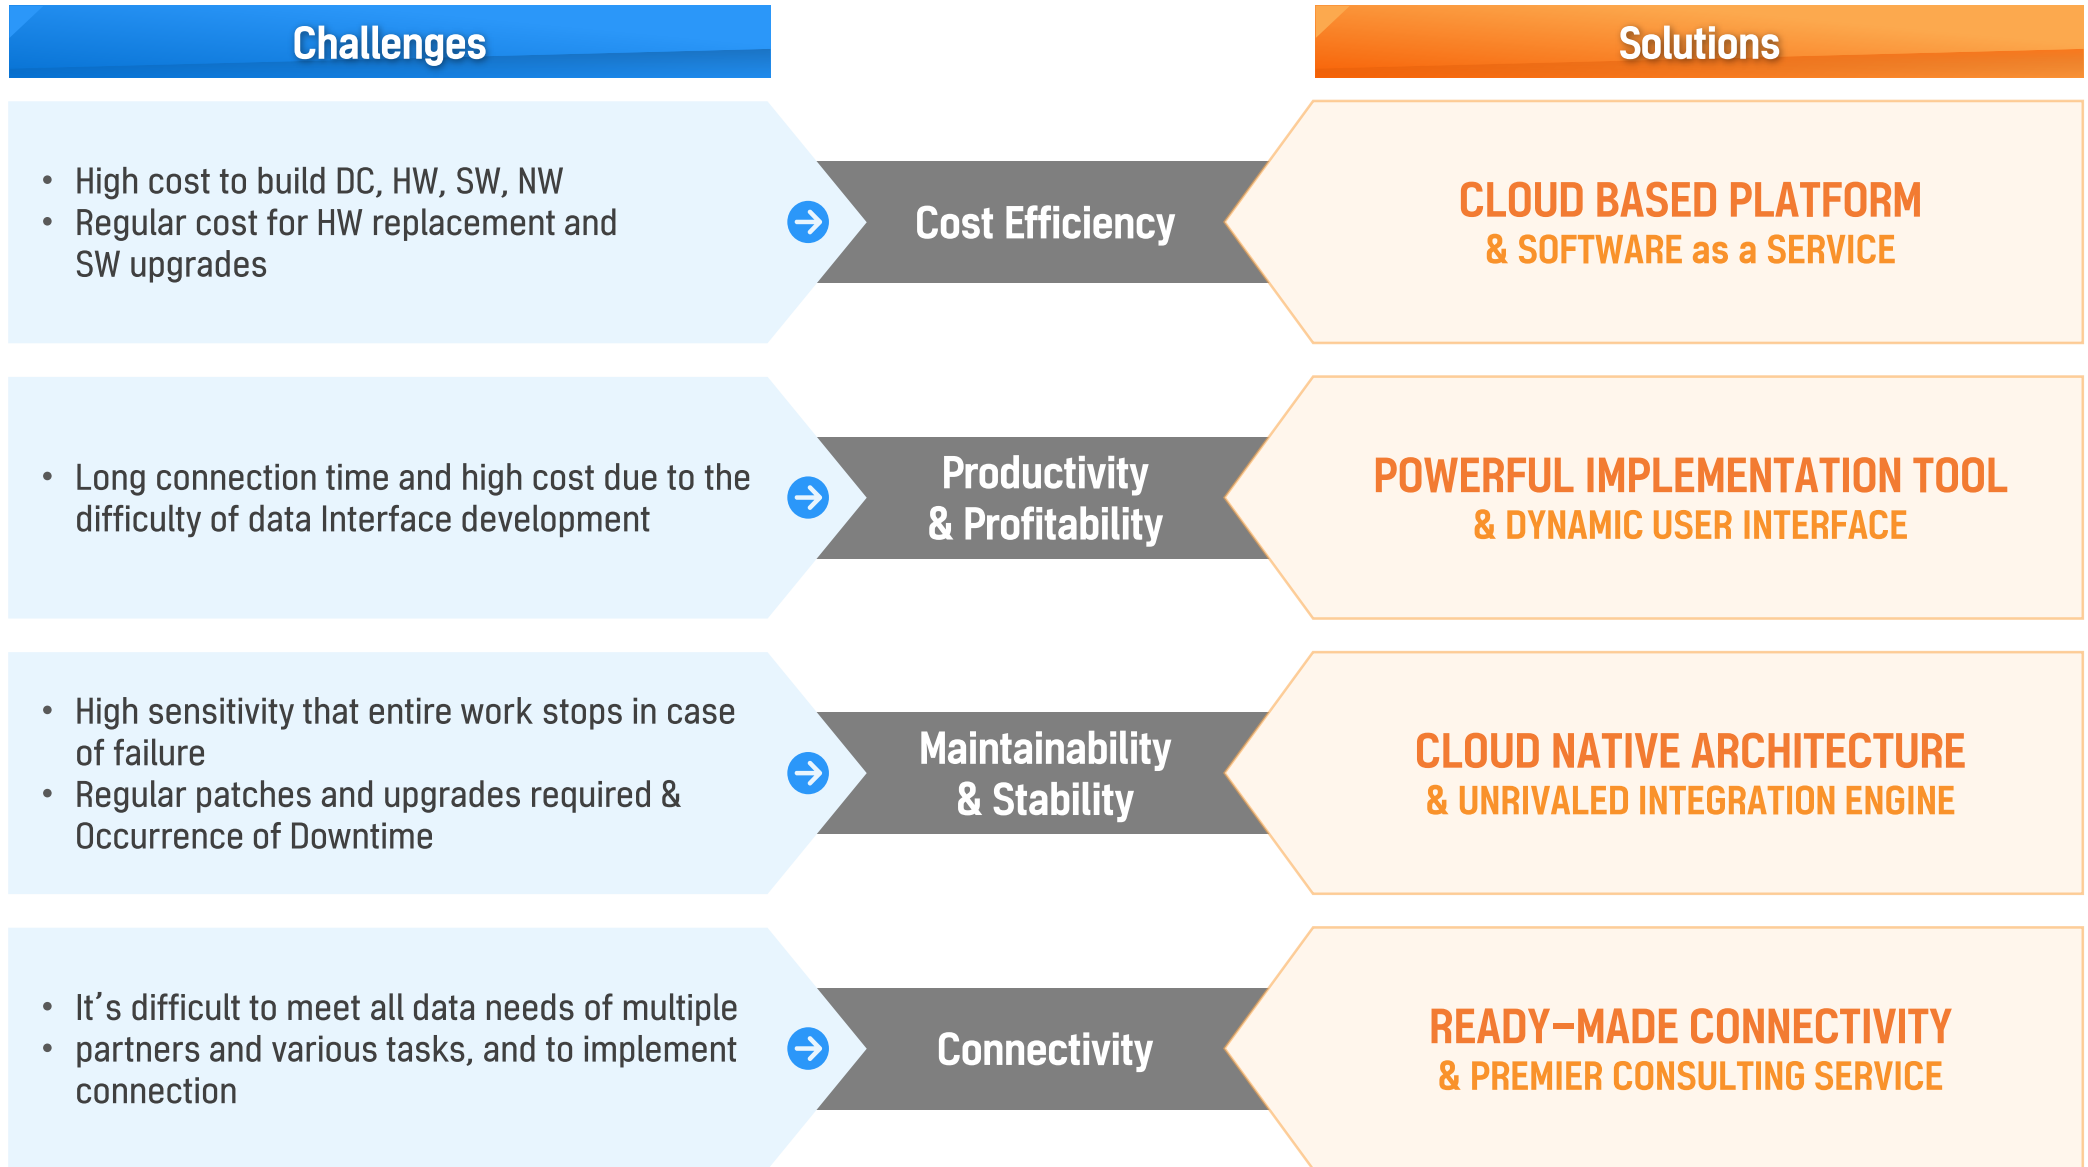 Challenges
Solutions
• High cost to build DC, HW, SW, NW
• Regular cost for HW replacement and
SW upgrades
Cost Efficiency
CLOUD BASED PLATFORM
& SOFTWARE as a SERVICE
• Long connection time and high cost due to the
difficulty of data Interface development
Productivity
& Profitability
POWERFUL IMPLEMENTATION TOOL
& DYNAMIC USER INTERFACE
• High sensitivity that entire work stops in case
of failure
• Regular patches and upgrades required &
Occurrence of Downtime
Maintainability
& Stability
CLOUD NATIVE ARCHITECTURE
& UNRIVALED INTEGRATION ENGINE
• It's difficult to meet all data needs of multiple
• partners and various tasks, and to implement
connection
Connectivity
READY-MADE CONNECTIVITY
& PREMIER CONSULTING SERVICE